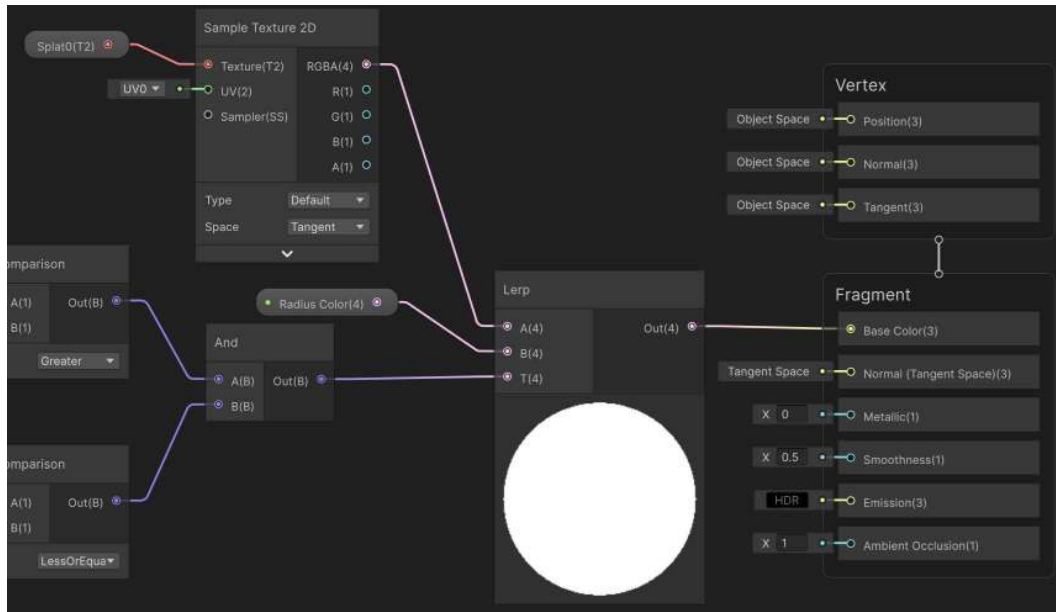 Sample Texture 2D
Splat0(T2)
Texture(T2)
RGBA(4)
UV0
UV(2)
R(1)
Sampler(SS)
G(1)
B(1)
A(1)
Type
Default
Space
Tangent
omparison
A(1)
Out(B)
B(1)
Greater
Radius Color(4)
And
A(B)
Out(B)
B(B)
omparison
A(1)
Out(B)
B(1)
LessOrEqua
Lerp
A(4)
Out(4)
B(4)
T(4)
Vertex
Object Space
Position(3)
Object Space
Normal(3)
Object Space
Tangent(3)
Fragment
Base Color(3)
Tangent Space
Normal (Tangent Space)(3)
X 0
Metallic(1)
X 0.5
Smoothness(1)
HDR
Emission(3)
X 1
Ambient Occlusion(1)